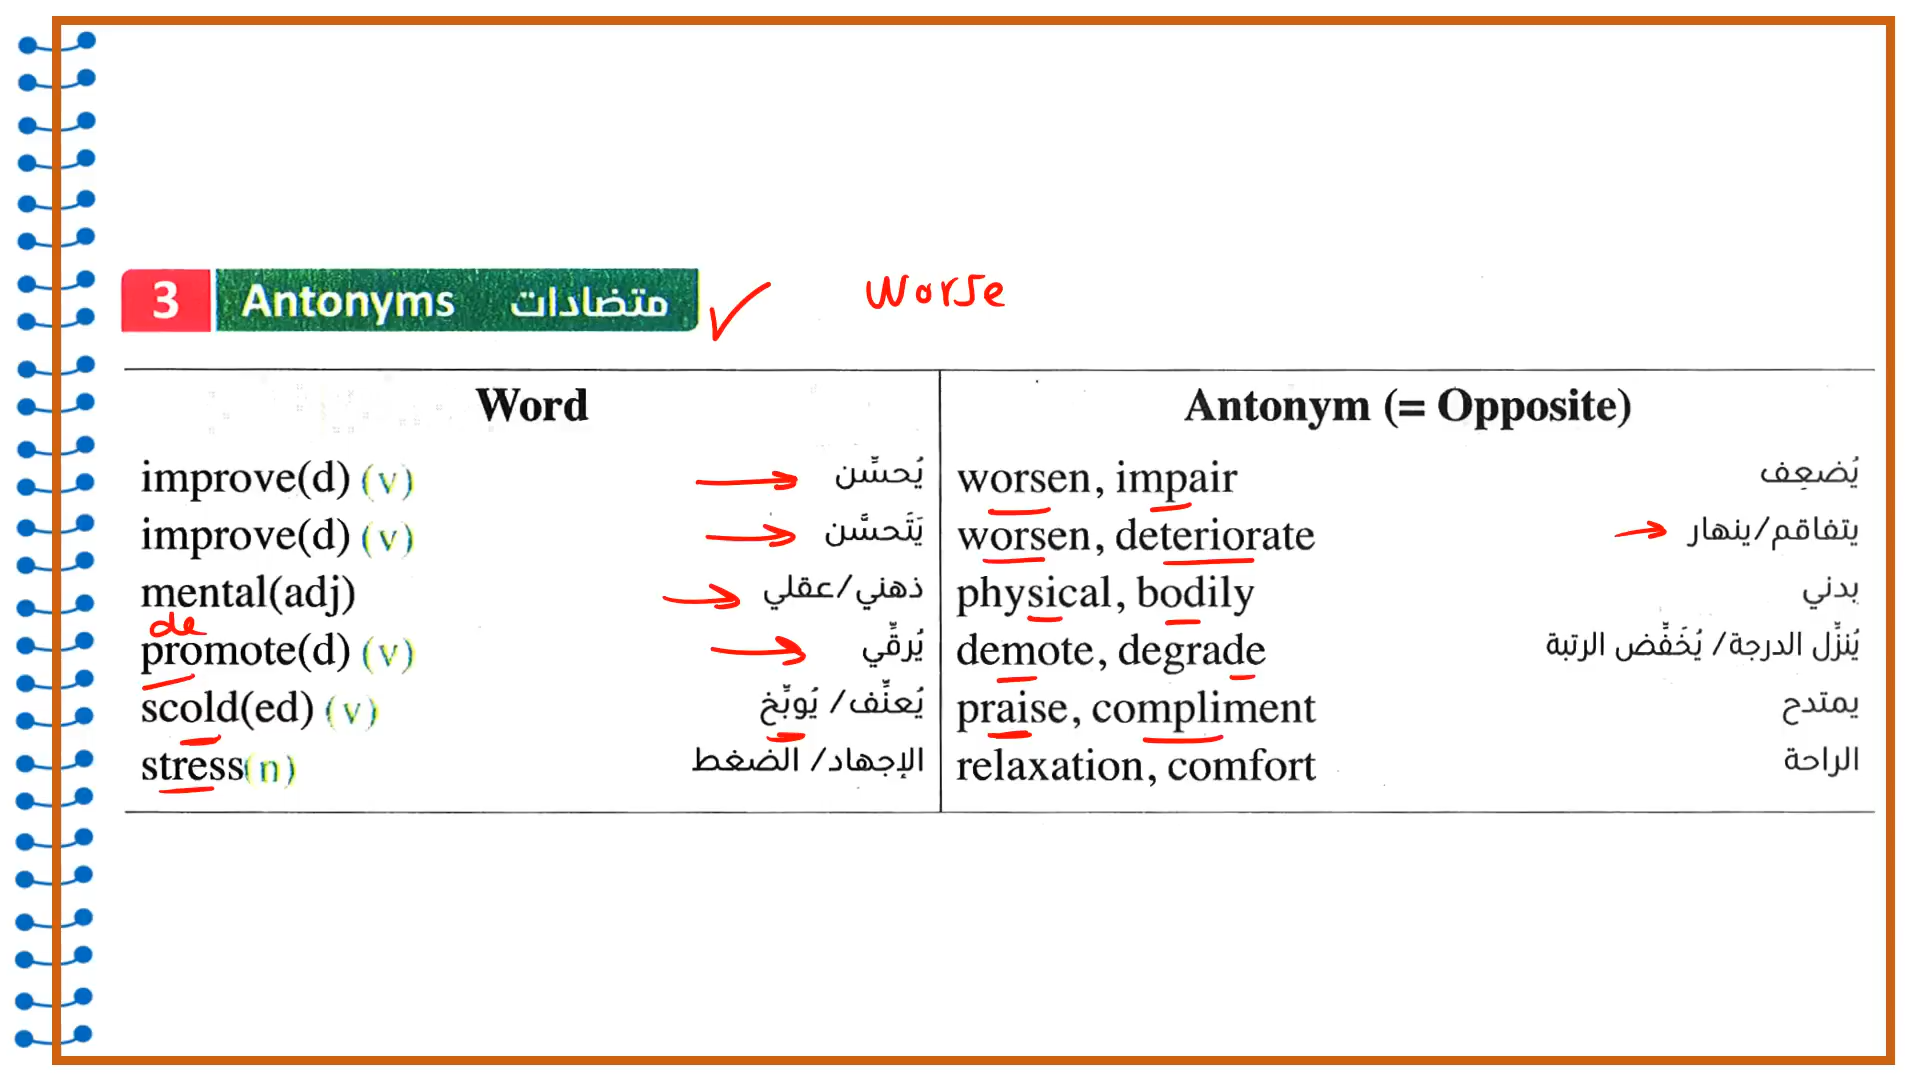 3 Antonyms متضادات
Worse
Word Antonym (= Opposite)
improve(d) (v) يُحسِّن worsen, impair يُضعِف
improve(d) (v) يَتَحسَّن worsen, deteriorate يتفاقم/ينهار
mental(adj) ذهني/عقلي physical, bodily بدني
de
promote(d) (v) يُرقِّي demote, degrade يُنزِّل الدرجة/ يُخَفِّض الرتبة
scold(ed) (v) يُعنِّف/ يُوبِّخ praise, compliment يمتدح
stress(n) الإجهاد/ الضغط relaxation, comfort الراحة